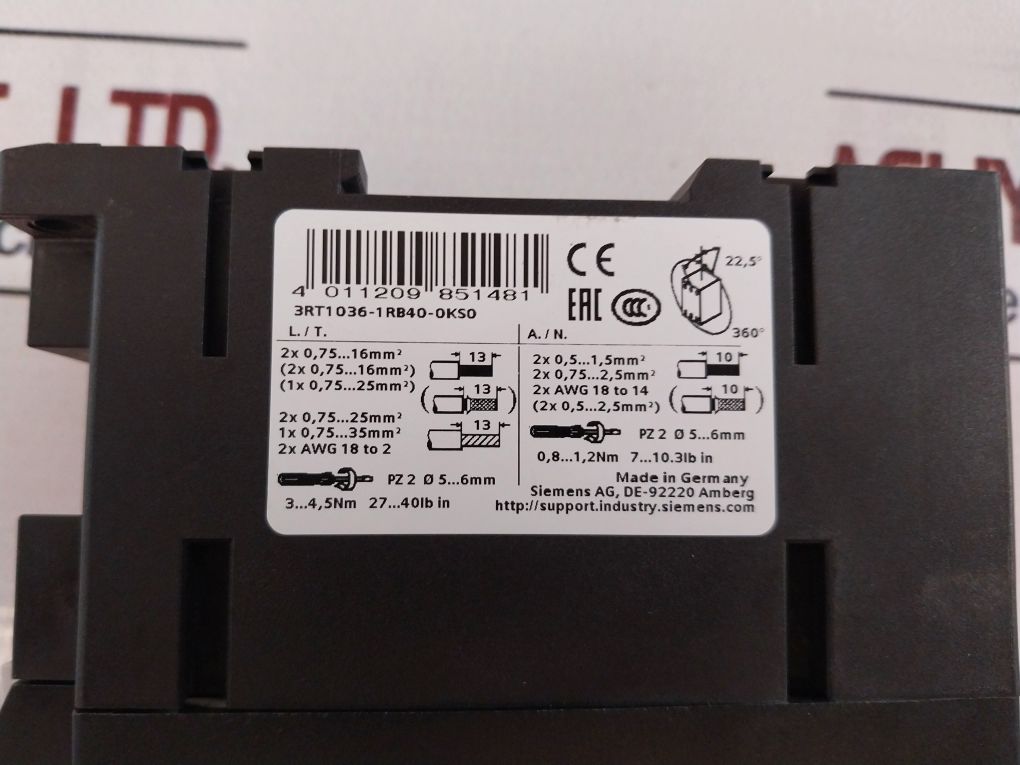 LTD.
4 011209 851481
3RT1036-1RB40-0KS0
CE
EAC
CCC
22,5°
360°
L. / T.
2x 0,75...16mm²
(2x 0,75...16mm²)
(1x 0,75...25mm²)
13
( 13 )
2x 0,75...25mm²
1x 0,75...35mm²
2x AWG 18 to 2
13
PZ 2 Ø 5...6mm
3...4,5Nm 27...40lb in
A. / N.
2x 0,5...1,5mm²
2x 0,75...2,5mm²
2x AWG 18 to 14
(2x 0,5...2,5mm²)
10
( 10 )
PZ 2 Ø 5...6mm
0,8...1,2Nm 7...10.3lb in
Made in Germany
Siemens AG, DE-92220 Amberg
http://support.industry.siemens.com